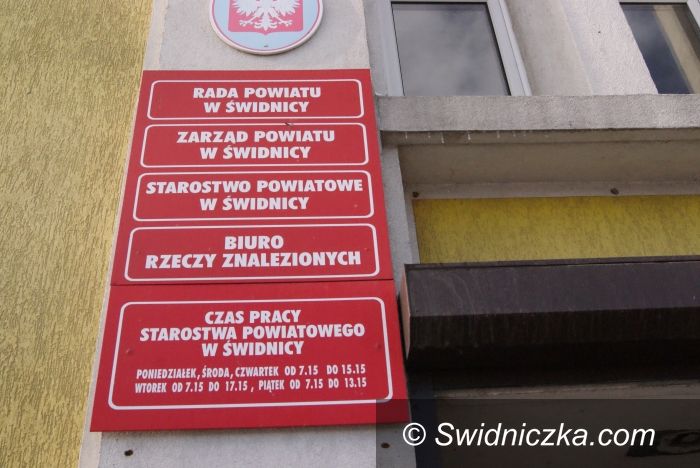 RADA POWIATU
W ŚWIDNICY
ZARZĄD POWIATU
W ŚWIDNICY
STAROSTWO POWIATOWE
W ŚWIDNICY
BIURO
RZECZY ZNALEZIONYCH
CZAS PRACY
STAROSTWA POWIATOWEGO
W ŚWIDNICY
PONIEDZIAŁEK, ŚRODA, CZWARTEK OD 7.15 DO 15.15
WTOREK OD 7.15 DO 17.15 , PIĄTEK OD 7.15 DO 13.15
© Swidniczka.com